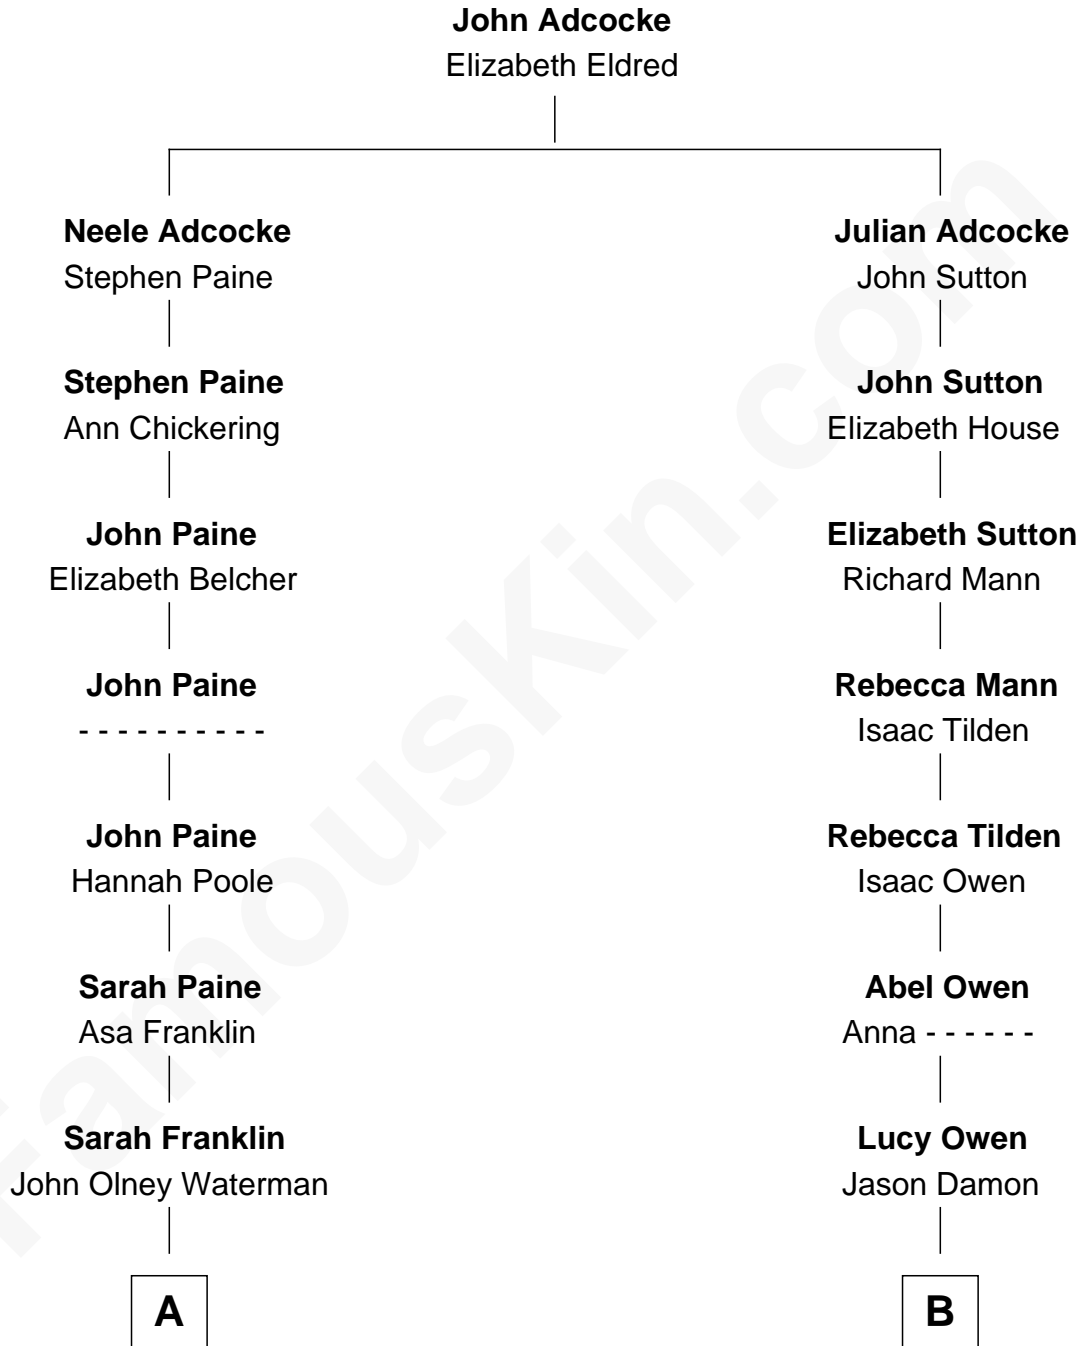 John Adcocke
Elizabeth Eldred
Neele Adcocke
Stephen Paine
Julian Adcocke
John Sutton
Stephen Paine
Ann Chickering
John Sutton
Elizabeth House
John Paine
Elizabeth Belcher
Elizabeth Sutton
Richard Mann
John Paine
- - - - - - - - - -
Rebecca Mann
Isaac Tilden
John Paine
Hannah Poole
Rebecca Tilden
Isaac Owen
Sarah Paine
Asa Franklin
Abel Owen
Anna - - - - - -
Sarah Franklin
John Olney Waterman
Lucy Owen
Jason Damon
A
B
FamousKin.com